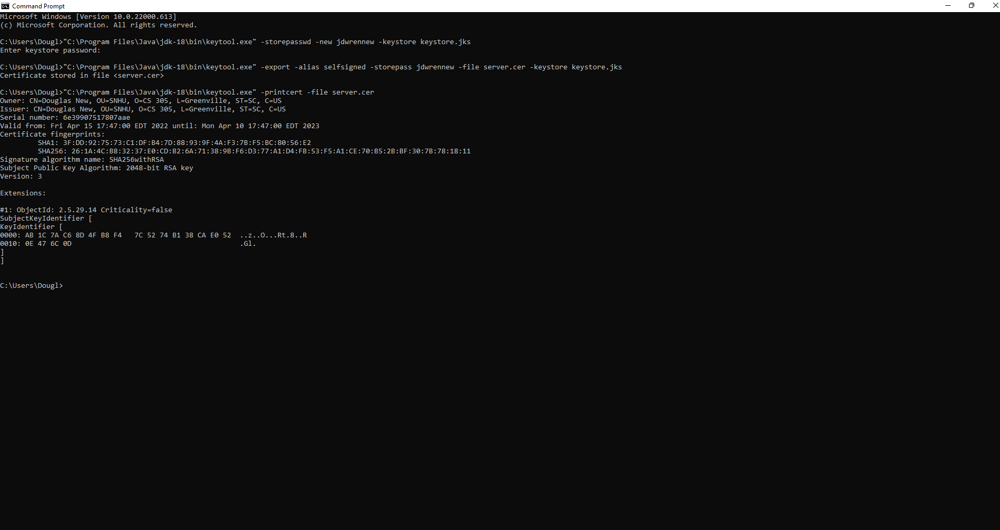 Command Prompt
Microsoft Windows [Version 10.0.22000.613]
(c) Microsoft Corporation. All rights reserved.
C:\Users\Dougl>"C:\Program Files\Java\jdk-18\bin\keytool.exe" -storepasswd -new jdwrennew -keystore keystore.jks
Enter keystore password:
C:\Users\Dougl>"C:\Program Files\Java\jdk-18\bin\keytool.exe" -export -alias selfsigned -storepass jdwrennew -file server.cer -keystore keystore.jks
Certificate stored in file <server.cer>
C:\Users\Dougl>"C:\Program Files\Java\jdk-18\bin\keytool.exe" -printcert -file server.cer
Owner: CN=Douglas New, OU=SNHU, O=CS 305, L=Greenville, ST=SC, C=US
Issuer: CN=Douglas New, OU=SNHU, O=CS 305, L=Greenville, ST=SC, C=US
Serial number: 6e39907517807aae
Valid from: Fri Apr 15 17:47:00 EDT 2022 until: Mon Apr 10 17:47:00 EDT 2023
Certificate fingerprints:
SHA1: 3F:DD:92:75:73:C1:DF:B4:7D:88:93:9F:4A:F3:7B:F5:BC:80:56:E2
SHA256: 26:1A:4C:B8:32:37:E0:CD:B2:6A:71:38:9B:F6:D3:77:A1:D4:FB:53:F5:A1:CE:70:B5:2B:BF:30:7B:78:18:11
Signature algorithm name: SHA256withRSA
Subject Public Key Algorithm: 2048-bit RSA key
Version: 3
Extensions:
#1: ObjectId: 2.5.29.14 Criticality=false
SubjectKeyIdentifier [
KeyIdentifier [
0000: AB 1C 7A C6 8D 4F B8 F4   7C 52 74 B1 38 CA E0 52  ..z..O...Rt.8..R
0010: 0E 47 6C 0D                                        .Gl.
]
]
C:\Users\Dougl>